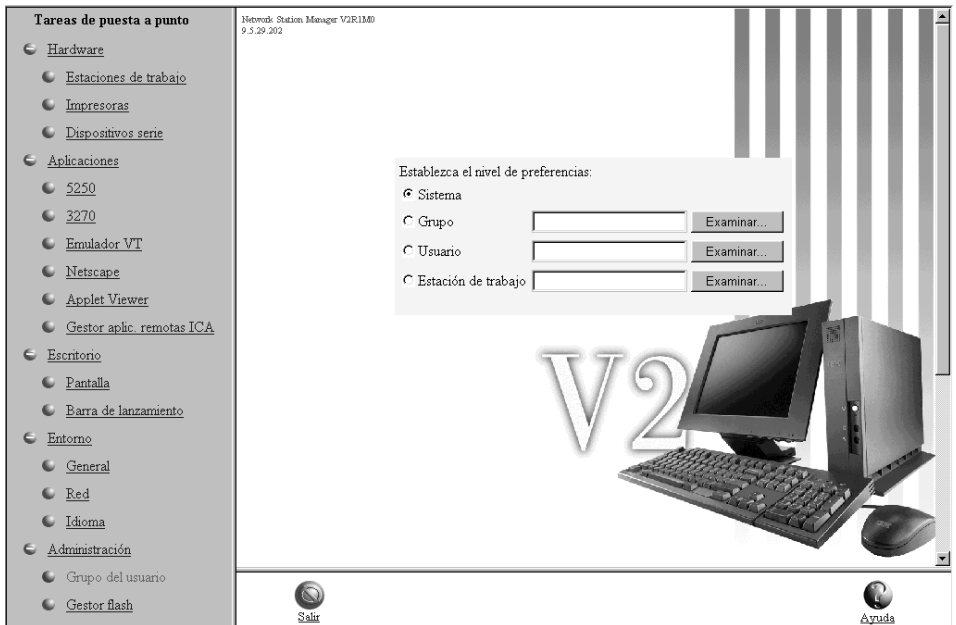 Tareas de puesta a punto
Hardware
Estaciones de trabajo
Impresoras
Dispositivos serie
Aplicaciones
5250
3270
Emulador VT
Netscape
Applet Viewer
Gestor aplic. remotas ICA
Escritorio
Pantalla
Barra de lanzamiento
Entorno
General
Red
Idioma
Administración
Grupo del usuario
Gestor flash
Network Station Manager V2R1M0
9.5.29.202
Establezca el nivel de preferencias:
Sistema
Grupo Examinar...
Usuario Examinar...
Estación de trabajo Examinar...
V2
Salir
Ayuda